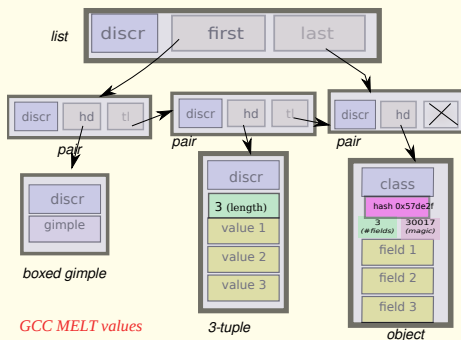 list
discr first last
discr hd tl
pair
discr hd tl
pair
discr hd
pair
discr
gimple
boxed gimple
discr
3 (length)
value 1
value 2
value 3
3-tuple
class
hash 0x57de2f
3 (#fields)
30017 (magic)
field 1
field 2
field 3
object
GCC MELT values